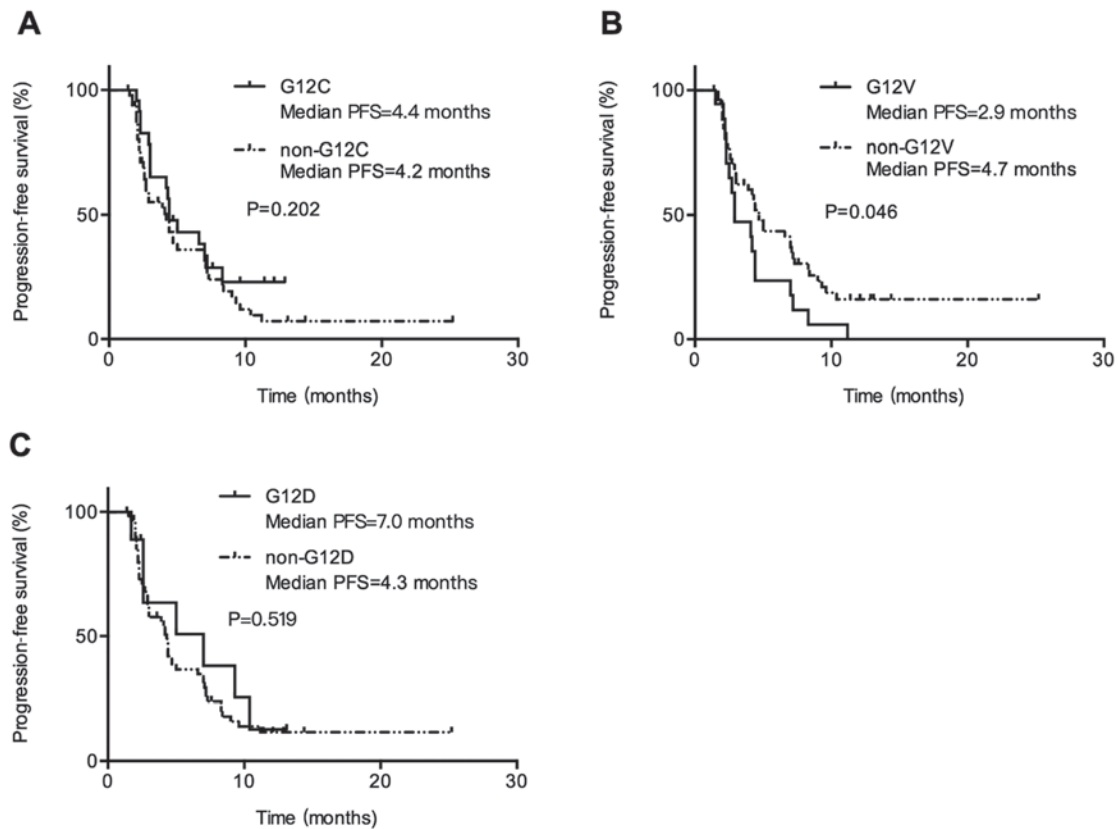 A
Progression-free survival (%)
100
50
0
0
10
20
30
Time (months)
G12C
Median PFS=4.4 months
non-G12C
Median PFS=4.2 months
P=0.202
B
Progression-free survival (%)
100
50
0
0
10
20
30
Time (months)
G12V
Median PFS=2.9 months
non-G12V
Median PFS=4.7 months
P=0.046
C
Progression-free survival (%)
100
50
0
0
10
20
30
Time (months)
G12D
Median PFS=7.0 months
non-G12D
Median PFS=4.3 months
P=0.519